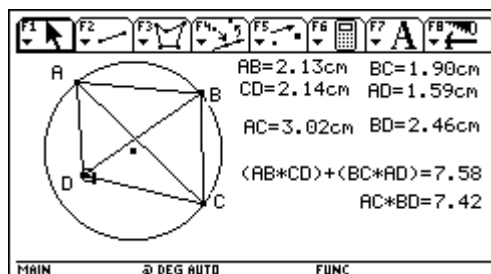 F1 F2 F3 F4 F5 F6 F7 A F8
A
B
C
D
AB=2.13cm BC=1.90cm
CD=2.14cm AD=1.59cm
AC=3.02cm BD=2.46cm
(AB*CD)+(BC*AD)=7.58
AC*BD=7.42
MAIN DEG AUTO FUNC